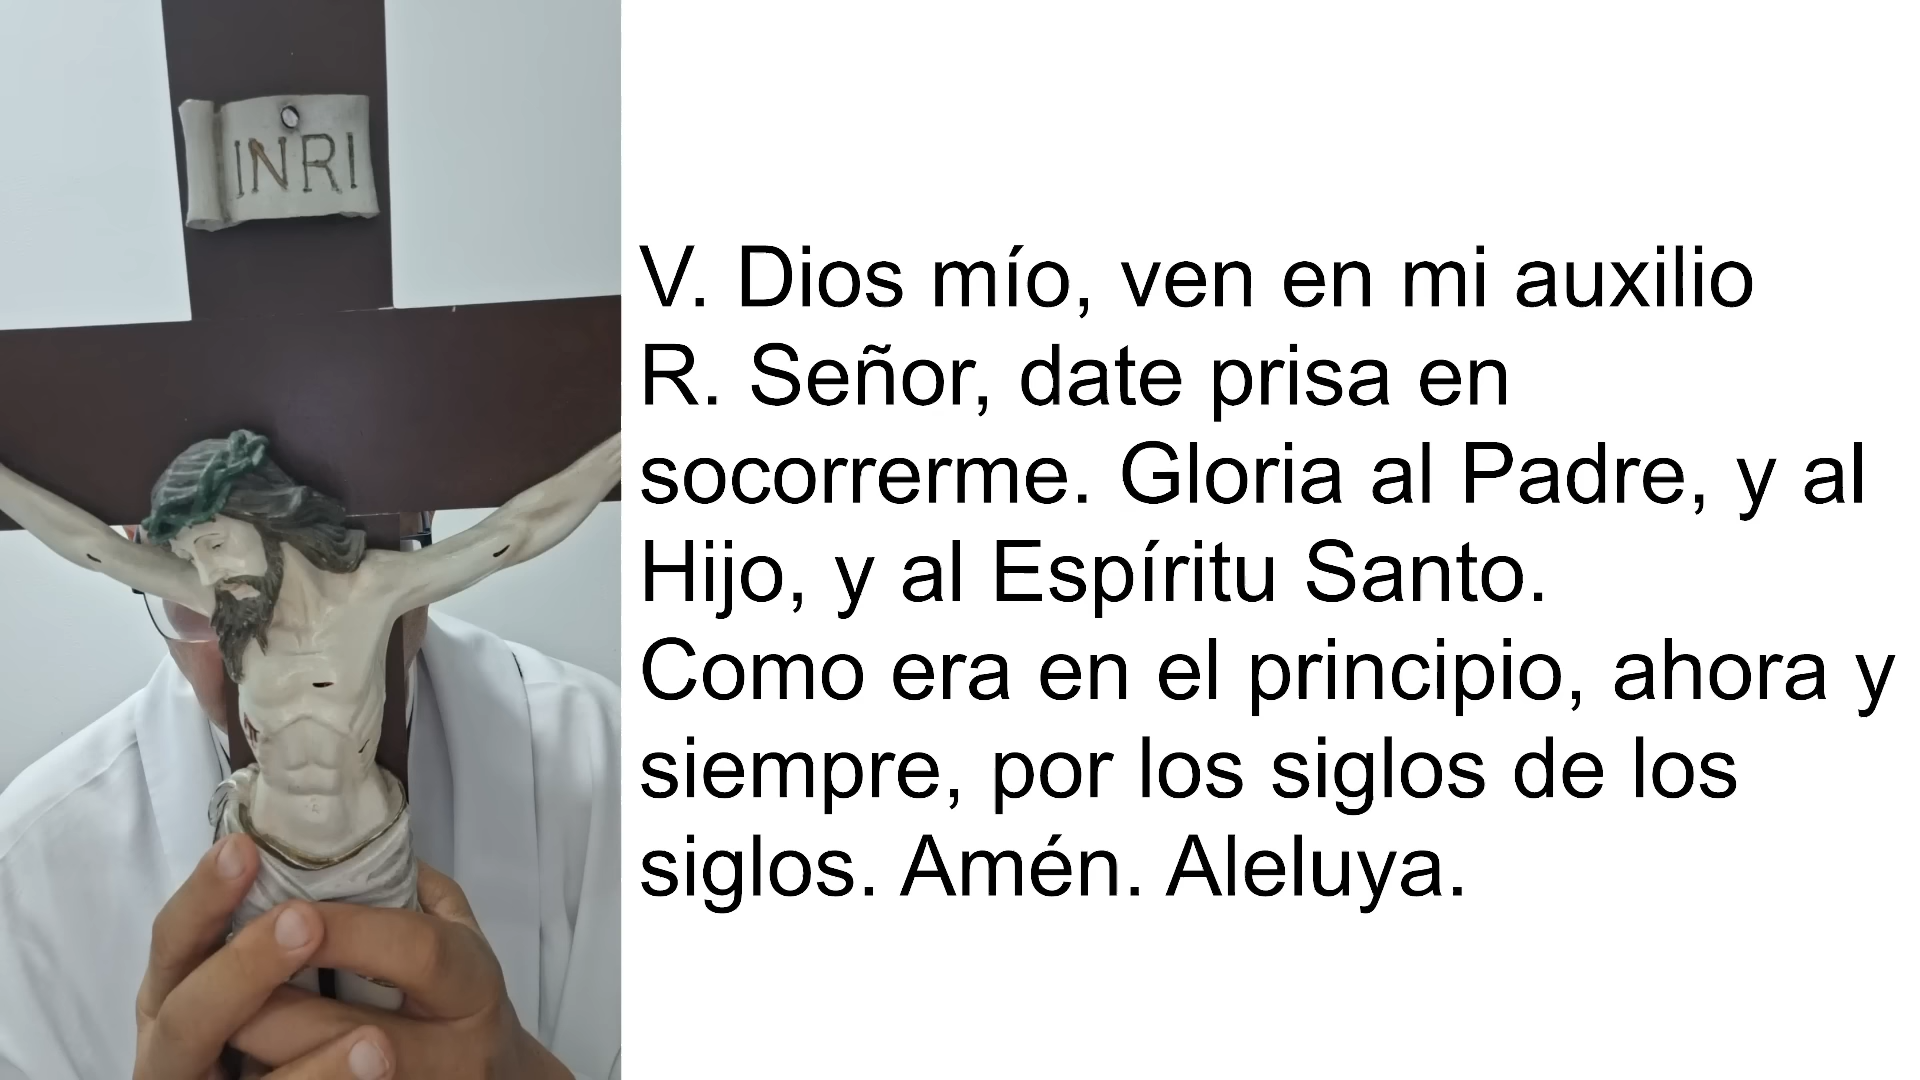 INRI
V. Dios mío, ven en mi auxilio
R. Señor, date prisa en
socorrerme. Gloria al Padre, y al
Hijo, y al Espíritu Santo.
Como era en el principio, ahora y
siempre, por los siglos de los
siglos. Amén. Aleluya.